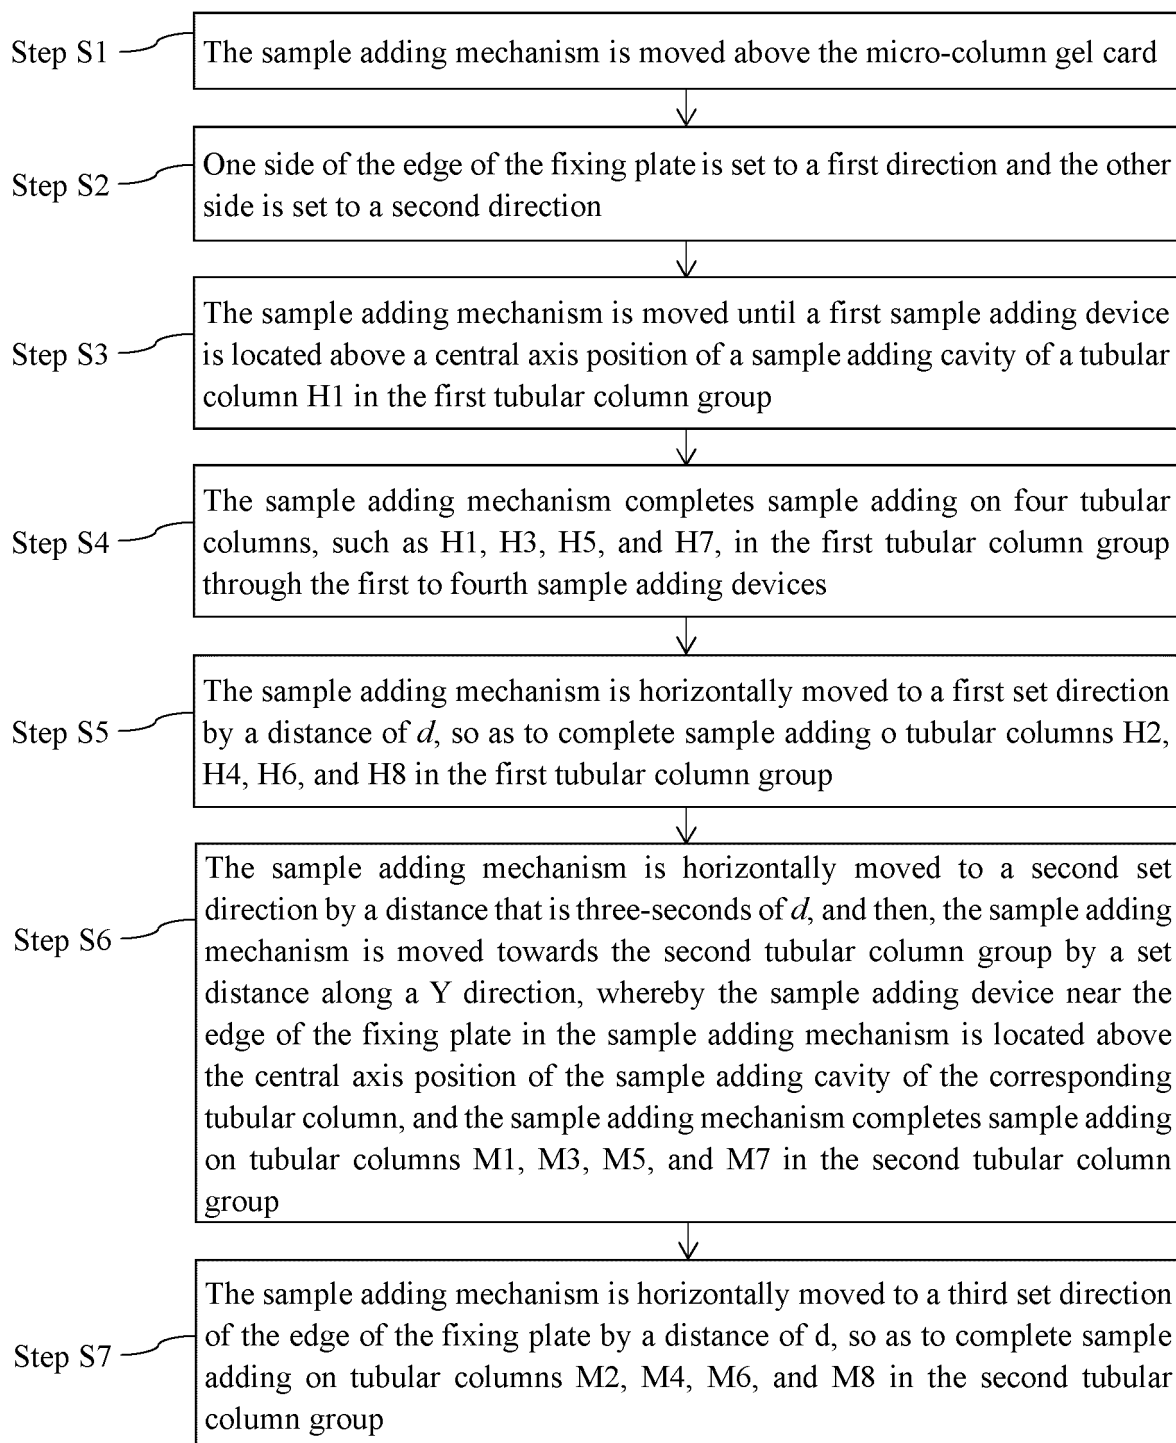 Step S1
The sample adding mechanism is moved above the micro-column gel card
Step S2
One side of the edge of the fixing plate is set to a first direction and the other
side is set to a second direction
Step S3
The sample adding mechanism is moved until a first sample adding device
is located above a central axis position of a sample adding cavity of a tubular
column H1 in the first tubular column group
Step S4
The sample adding mechanism completes sample adding on four tubular
columns, such as H1, H3, H5, and H7, in the first tubular column group
through the first to fourth sample adding devices
Step S5
The sample adding mechanism is horizontally moved to a first set direction
by a distance of d, so as to complete sample adding o tubular columns H2,
H4, H6, and H8 in the first tubular column group
Step S6
The sample adding mechanism is horizontally moved to a second set
direction by a distance that is three-seconds of d, and then, the sample adding
mechanism is moved towards the second tubular column group by a set
distance along a Y direction, whereby the sample adding device near the
edge of the fixing plate in the sample adding mechanism is located above
the central axis position of the sample adding cavity of the corresponding
tubular column, and the sample adding mechanism completes sample adding
on tubular columns M1, M3, M5, and M7 in the second tubular column
group
Step S7
The sample adding mechanism is horizontally moved to a third set direction
of the edge of the fixing plate by a distance of d, so as to complete sample
adding on tubular columns M2, M4, M6, and M8 in the second tubular
column group